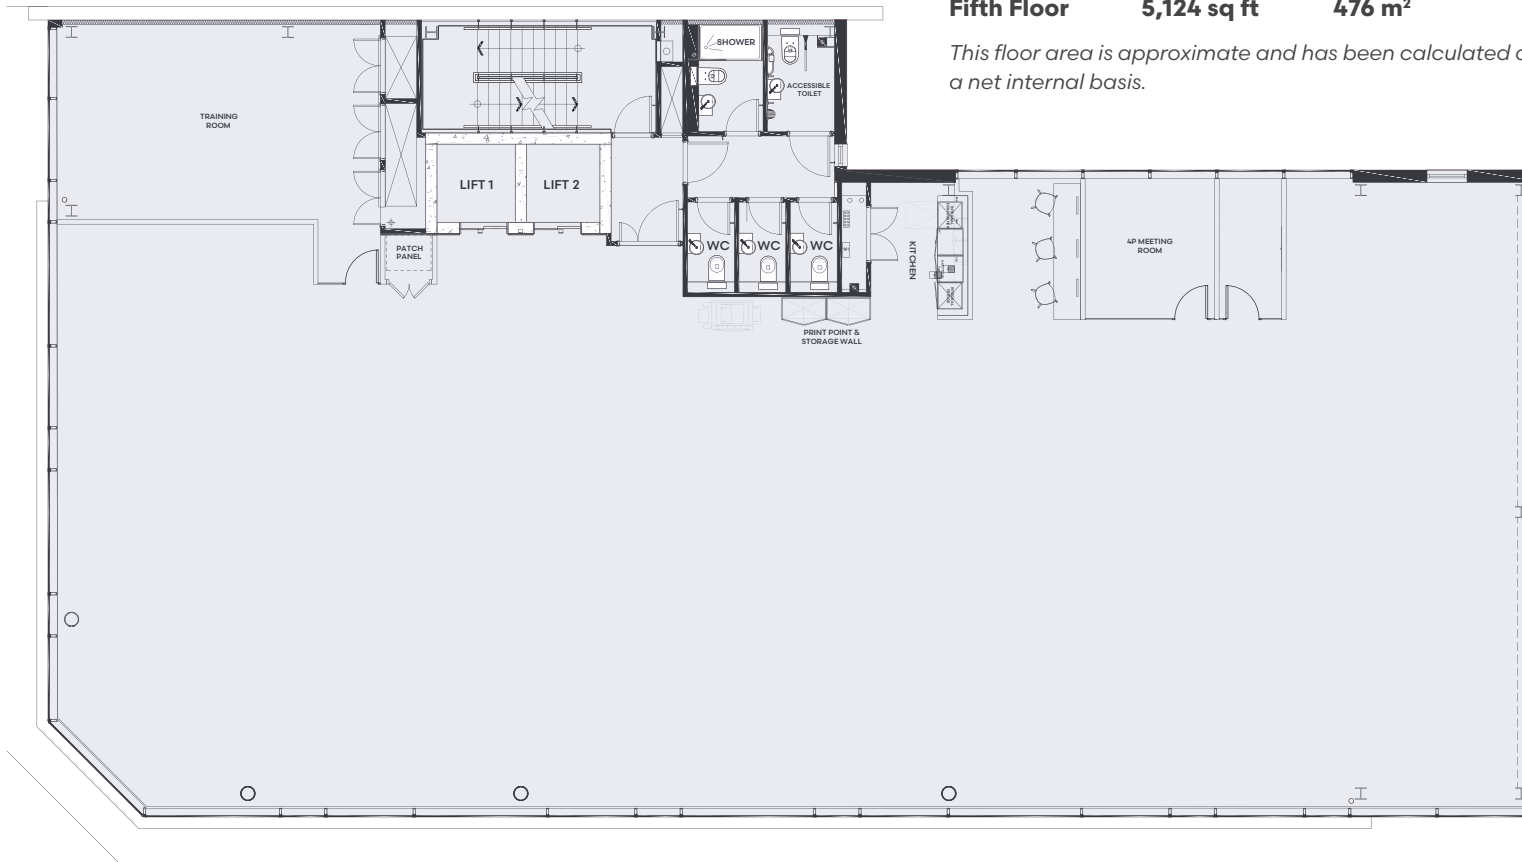 Fifth Floor 5,124 sq ft 476 m²
This floor area is approximate and has been calculated
a net internal basis.
SHOWER
ACCESSIBLE
TOILET
TRAINING
ROOM
LIFT 1
LIFT 2
PATCH
PANEL
WC
WC
WC
KITCHEN
4P MEETING
ROOM
PRINT POINT &
STORAGE WALL